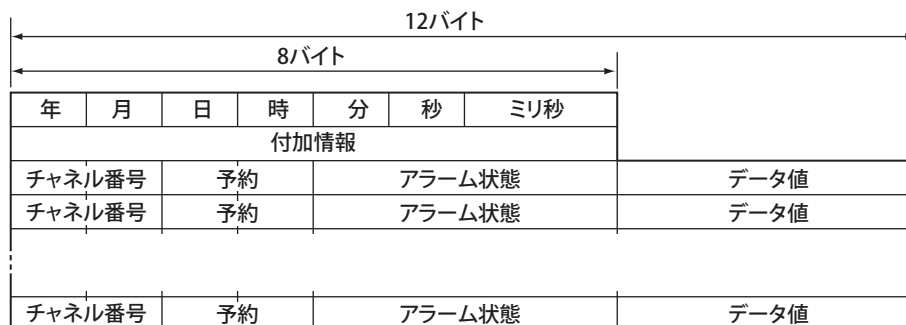 12バイト
8バイト
年 月 日 時 分 秒 ミリ秒
付加情報
チャネル番号 予約 アラーム状態 データ値
チャネル番号 予約 アラーム状態 データ値
チャネル番号 予約 アラーム状態 データ値